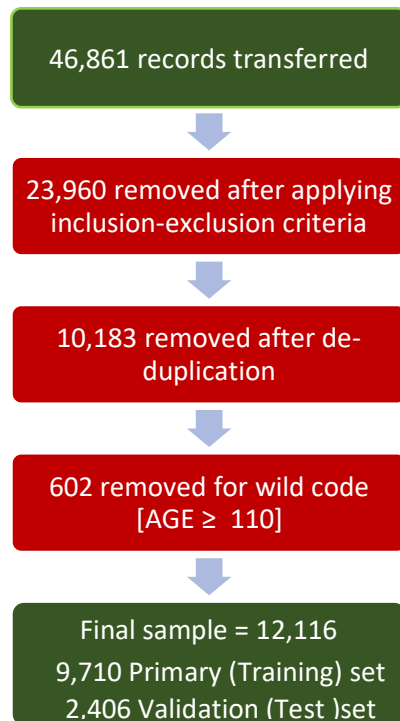 46,861 records transferred
23,960 removed after applying
inclusion-exclusion criteria
10,183 removed after de-
duplication
602 removed for wild code
[AGE ≥ 110]
Final sample = 12,116
9,710 Primary (Training) set
2,406 Validation (Test )set